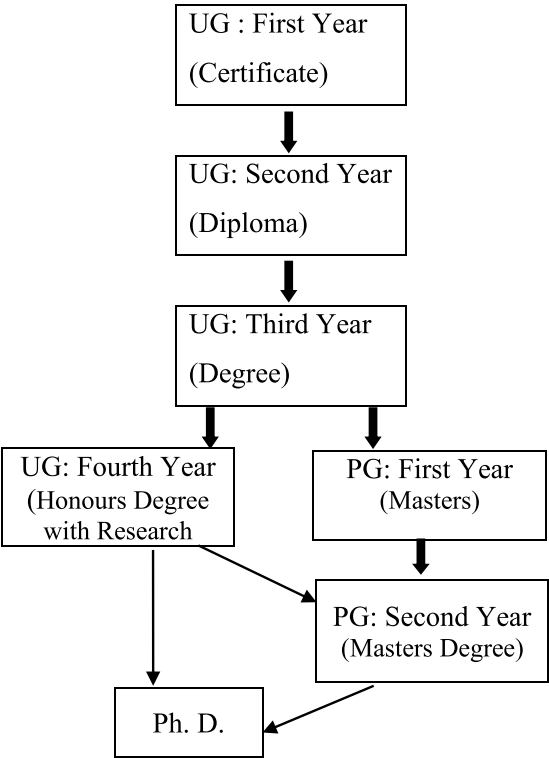 UG : First Year
(Certificate)
UG: Second Year
(Diploma)
UG: Third Year
(Degree)
UG: Fourth Year
(Honours Degree
with Research
PG: First Year
(Masters)
PG: Second Year
(Masters Degree)
Ph. D.